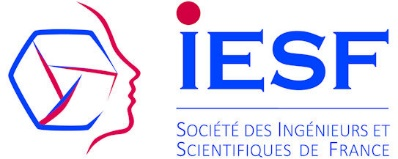 iESF
SOCIÉTÉ DES INGÉNIEURS ET
SCIENTIFIQUES DE FRANCE